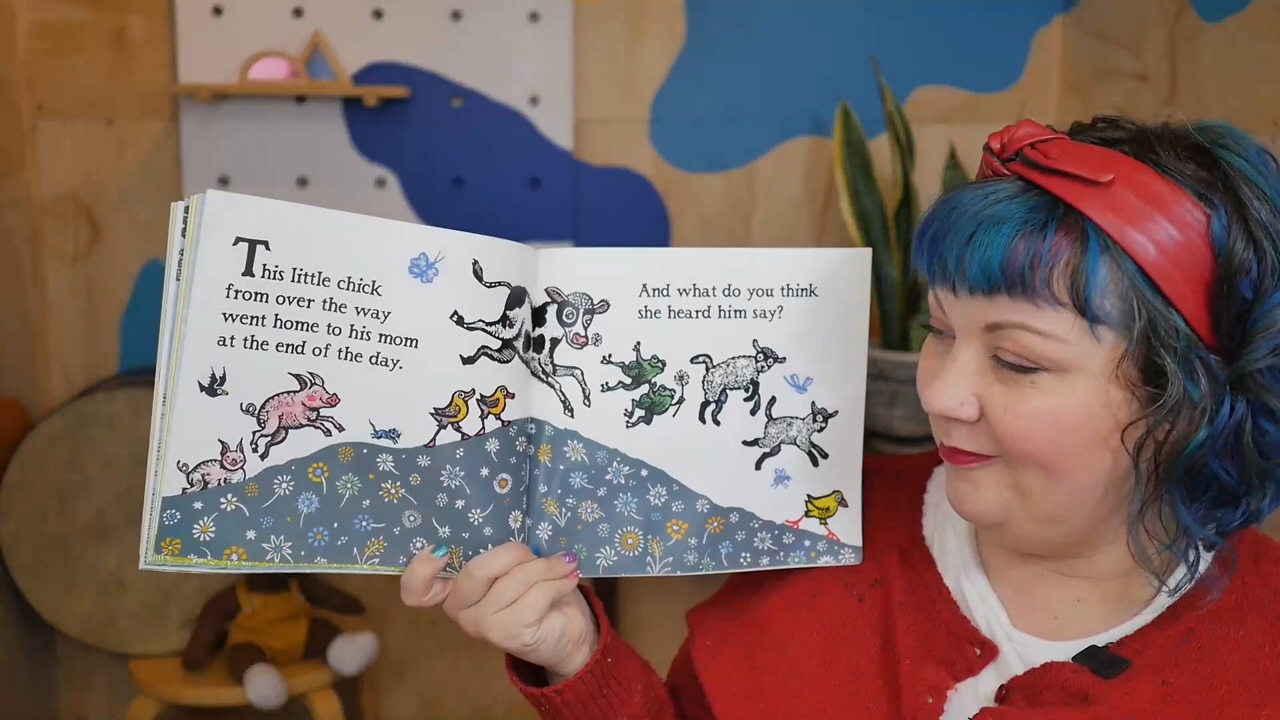 This little chick
from over the way
went home to his mom
at the end of the day.
And what do you think
she heard him say?